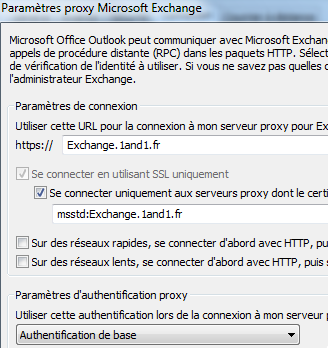 Paramètres proxy Microsoft Exchange
Microsoft Office Outlook peut communiquer avec Microsoft Exchan
appels de procédure distante (RPC) dans les paquets HTTP. Sélect
de vérification de l'identité à utiliser. Si vous ne savez pas quelles o
l'administrateur Exchange.
Paramètres de connexion
Utiliser cette URL pour la connexion à mon serveur proxy pour Ex
https:// Exchange.1and1.fr
Se connecter en utilisant SSL uniquement
Se connecter uniquement aux serveurs proxy dont le certi
msstd:Exchange.1and1.fr
Sur des réseaux rapides, se connecter d'abord avec HTTP, pui
Sur des réseaux lents, se connecter d'abord avec HTTP, puis s
Paramètres d'authentification proxy
Utiliser cette authentification lors de la connexion à mon serveur p
Authentification de base